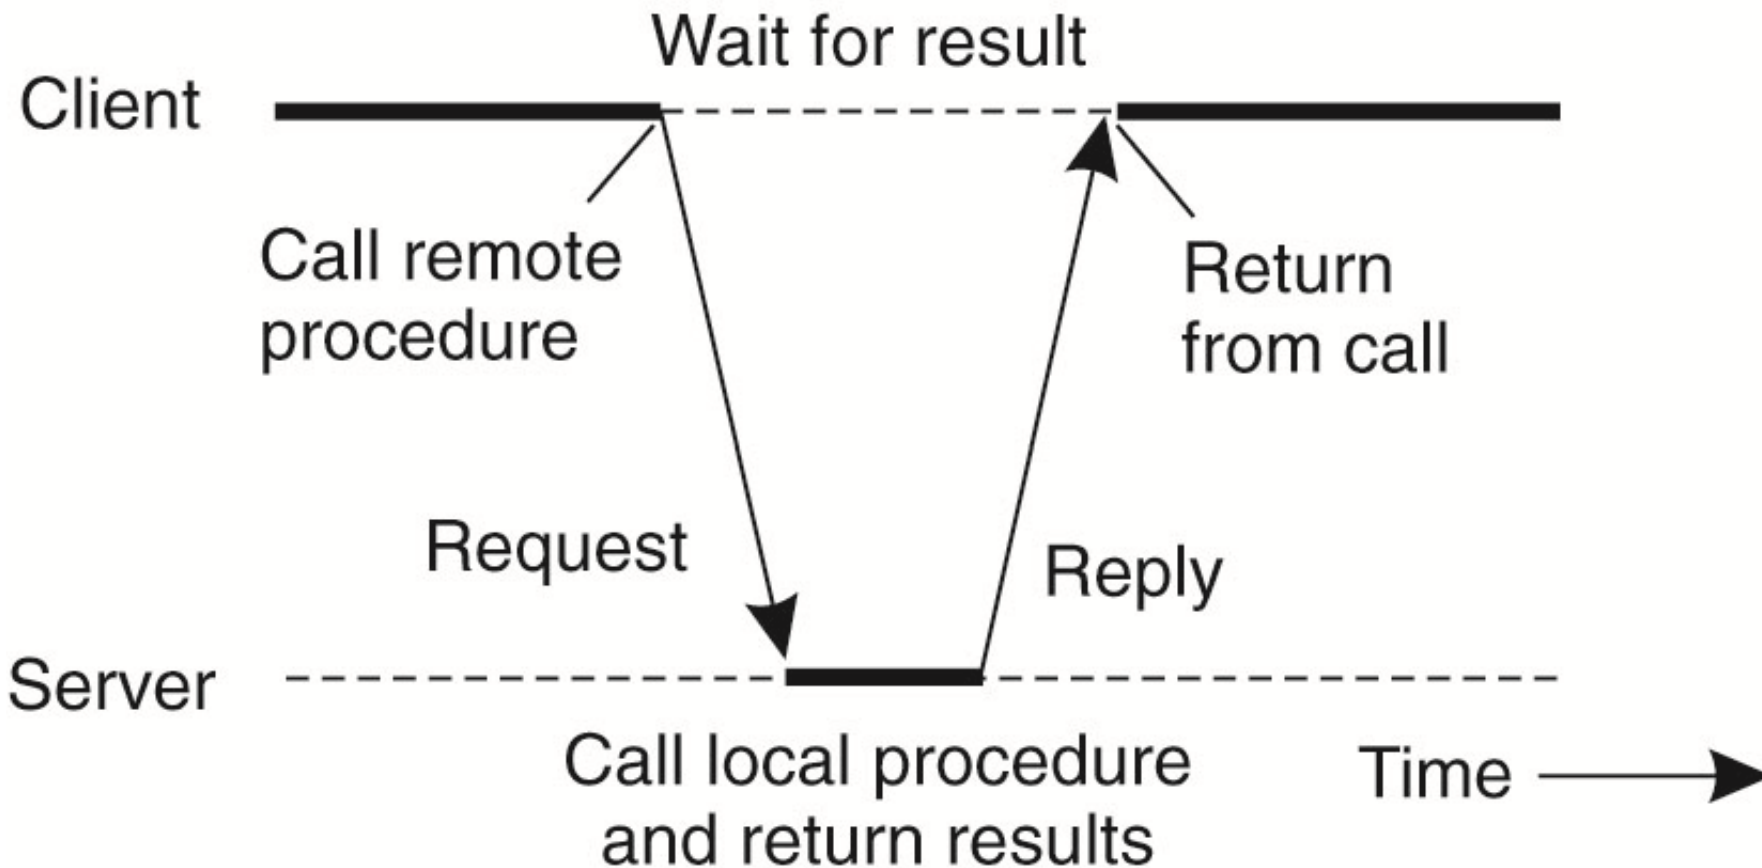 Wait for result
Client
Call remote
procedure
Return
from call
Request
Reply
Server
Call local procedure
and return results
Time